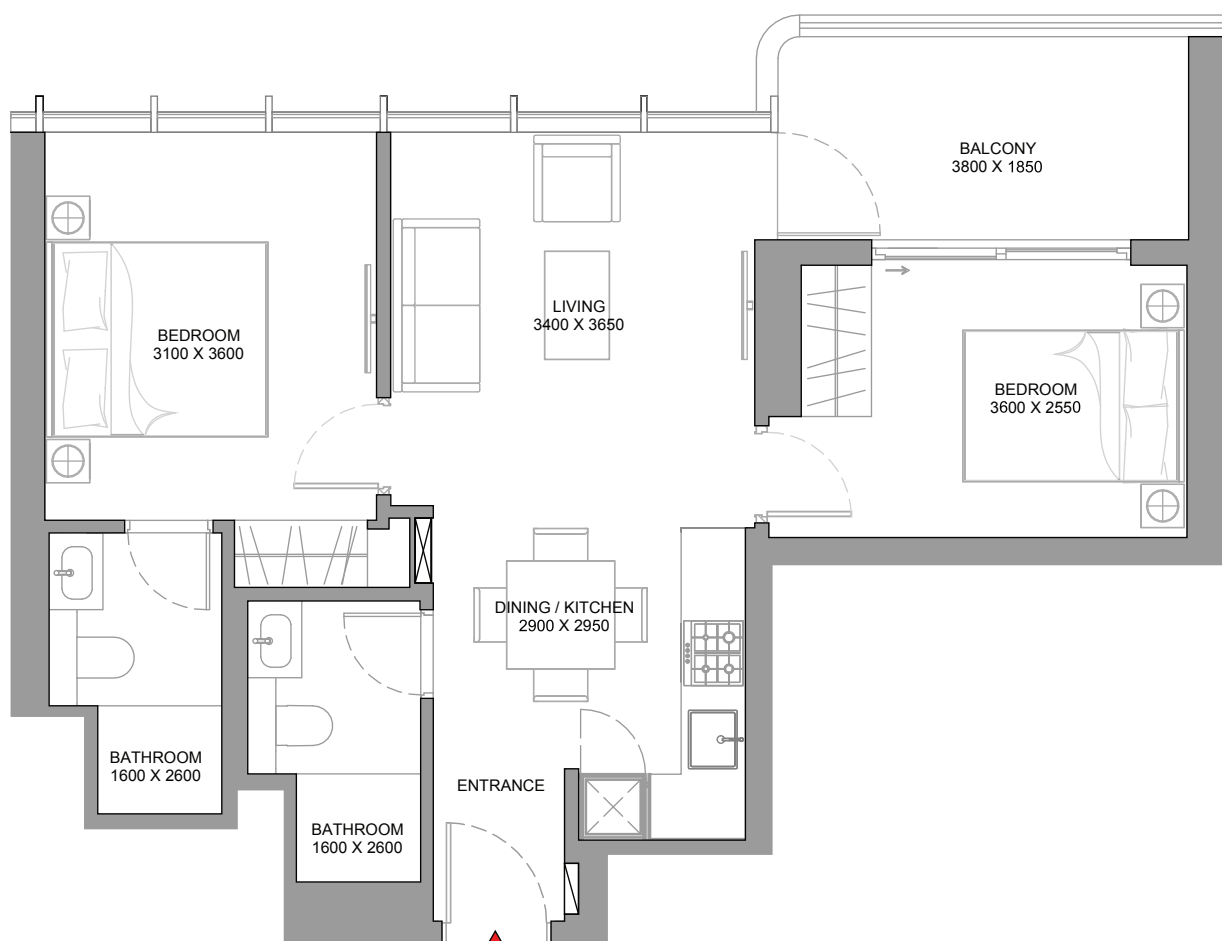 BALCONY
3800 X 1850
LIVING
3400 X 3650
BEDROOM
3100 X 3600
BEDROOM
3600 X 2550
DINING / KITCHEN
2900 X 2950
BATHROOM
1600 X 2600
ENTRANCE
BATHROOM
1600 X 2600